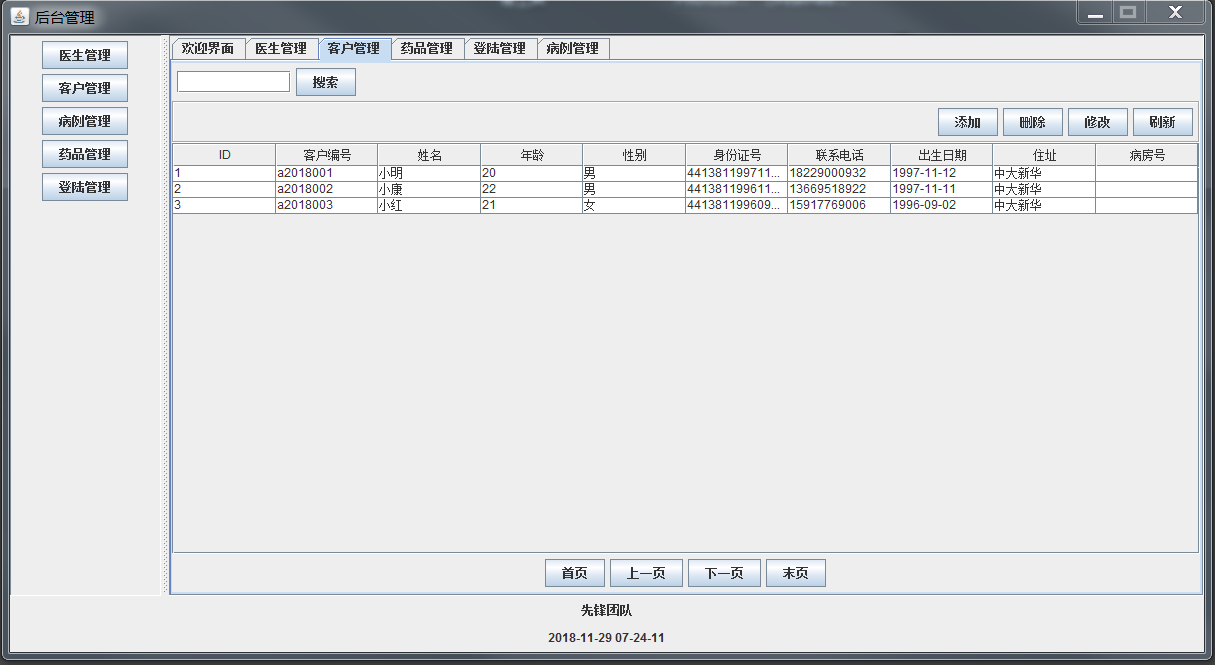 后台管理
医生管理
客户管理
病例管理
药品管理
登陆管理
欢迎界面 医生管理 客户管理 药品管理 登陆管理 病例管理
搜索
添加 删除 修改 刷新
ID 客户编号 姓名 年龄 性别 身份证号 联系电话 出生日期 住址 病房号
1 a2018001 小明 20 男 441381199711... 18229000932 1997-11-12 中大新华
2 a2018002 小康 22 男 441381199611... 13669518922 1997-11-11 中大新华
3 a2018003 小红 21 女 441381199609... 15917769006 1996-09-02 中大新华
首页 上一页 下一页 末页
先锋团队
2018-11-29 07-24-11